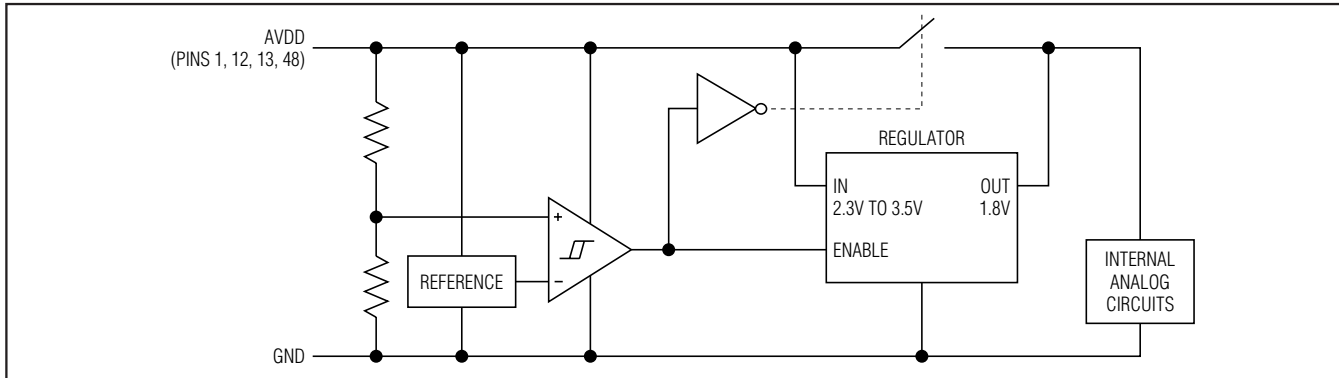 AVDD
(PINS 1, 12, 13, 48)
REGULATOR
IN
2.3V TO 3.5V
OUT
1.8V
+
ENABLE
REFERENCE
−
INTERNAL
ANALOG
CIRCUITS
GND